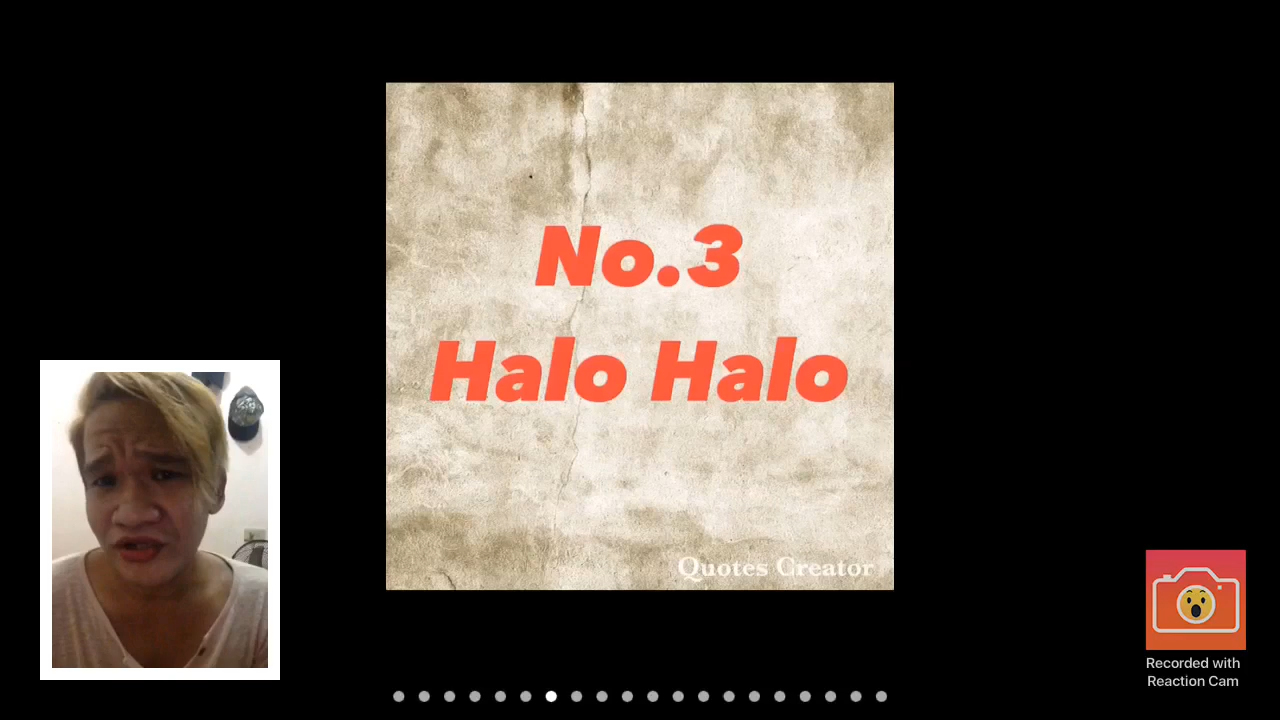 No.3
Halo Halo
Quotes Creator
Recorded with
Reaction Cam